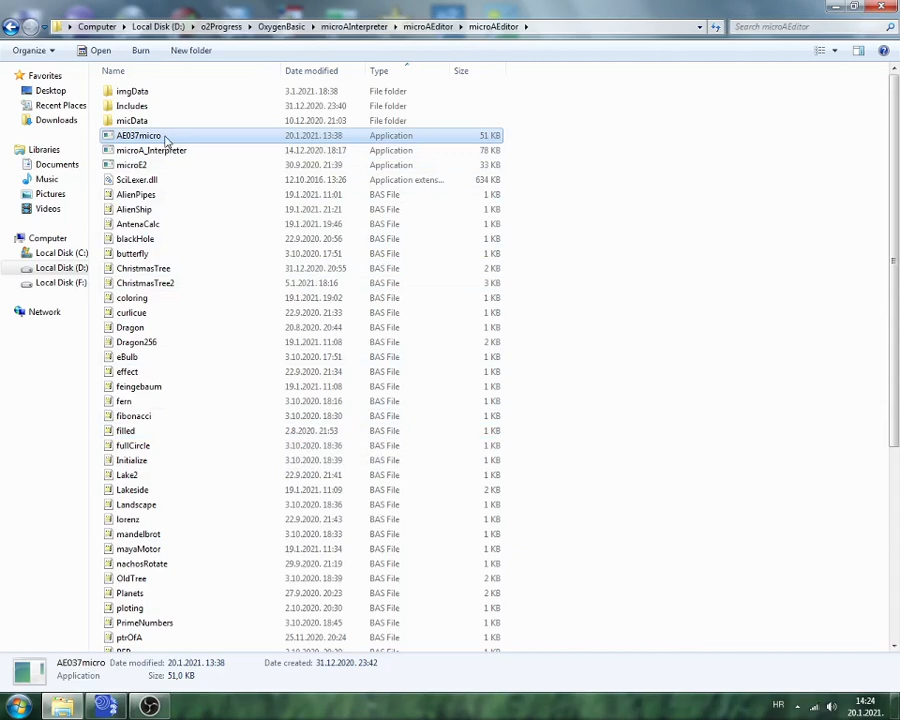 Computer ▸ Local Disk (D:) ▸ o2Progress ▸ OxygenBasic ▸ microAInterpreter ▸ microAEditor ▸ microAEditor ▸
Search microAEditor
Organize Open Burn New folder
Name Date modified Type Size
Favorites
Desktop
Recent Places
Downloads
Libraries
Documents
Music
Pictures
Videos
Computer
Local Disk (C:)
Local Disk (D:)
Local Disk (F:)
Network
imgData 3.1.2021. 18:38 File folder
Includes 31.12.2020. 23:40 File folder
micData 10.12.2020. 21:03 File folder
AE037micro 20.1.2021. 13:38 Application 51 KB
microA_Interpreter 14.12.2020. 18:17 Application 78 KB
microE2 30.9.2020. 21:39 Application 33 KB
SciLexer.dll 12.10.2016. 13:26 Application extens... 634 KB
AlienPipes 19.1.2021. 11:01 BAS File 1 KB
AlienShip 19.1.2021. 21:21 BAS File 1 KB
AntenaCalc 19.1.2021. 19:46 BAS File 1 KB
blackHole 22.9.2020. 20:56 BAS File 1 KB
butterfly 3.10.2020. 17:51 BAS File 1 KB
ChristmasTree 31.12.2020. 20:55 BAS File 2 KB
ChristmasTree2 5.1.2021. 18:16 BAS File 3 KB
coloring 19.1.2021. 19:02 BAS File 1 KB
curlicue 22.9.2020. 21:33 BAS File 1 KB
Dragon 20.8.2020. 20:44 BAS File 1 KB
Dragon256 19.1.2021. 11:08 BAS File 2 KB
eBulb 3.10.2020. 17:51 BAS File 1 KB
effect 22.9.2020. 21:34 BAS File 1 KB
feingebaum 19.1.2021. 11:08 BAS File 1 KB
fern 3.10.2020. 18:16 BAS File 1 KB
fibonacci 3.10.2020. 18:30 BAS File 1 KB
filled 2.8.2020. 21:53 BAS File 1 KB
fullCircle 3.10.2020. 18:36 BAS File 1 KB
Initialize 3.10.2020. 18:39 BAS File 1 KB
Lake2 22.9.2020. 21:41 BAS File 1 KB
Lakeside 19.1.2021. 11:09 BAS File 2 KB
Landscape 3.10.2020. 18:36 BAS File 1 KB
lorenz 22.9.2020. 21:43 BAS File 1 KB
mandelbrot 3.10.2020. 18:33 BAS File 1 KB
mayaMotor 19.1.2021. 11:34 BAS File 1 KB
nachosRotate 29.9.2020. 21:19 BAS File 1 KB
OldTree 3.10.2020. 18:39 BAS File 2 KB
Planets 27.9.2020. 20:23 BAS File 2 KB
ploting 2.10.2020. 20:30 BAS File 1 KB
PrimeNumbers 3.10.2020. 18:45 BAS File 1 KB
ptrOfA 25.11.2020. 20:24 BAS File 1 KB
AE037micro Date modified: 20.1.2021. 13:38 Date created: 31.12.2020. 23:42
Application Size: 51,0 KB
HR 14:24
20.1.2021.